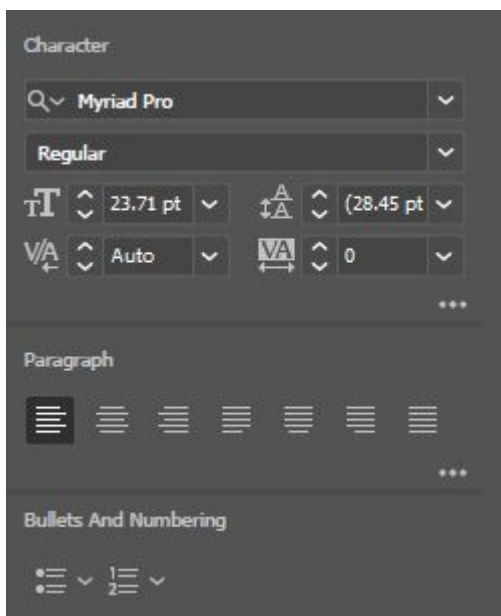 Character
Myriad Pro
Regular
23.71 pt (28.45 pt
Auto 0
Paragraph
Bullets And Numbering